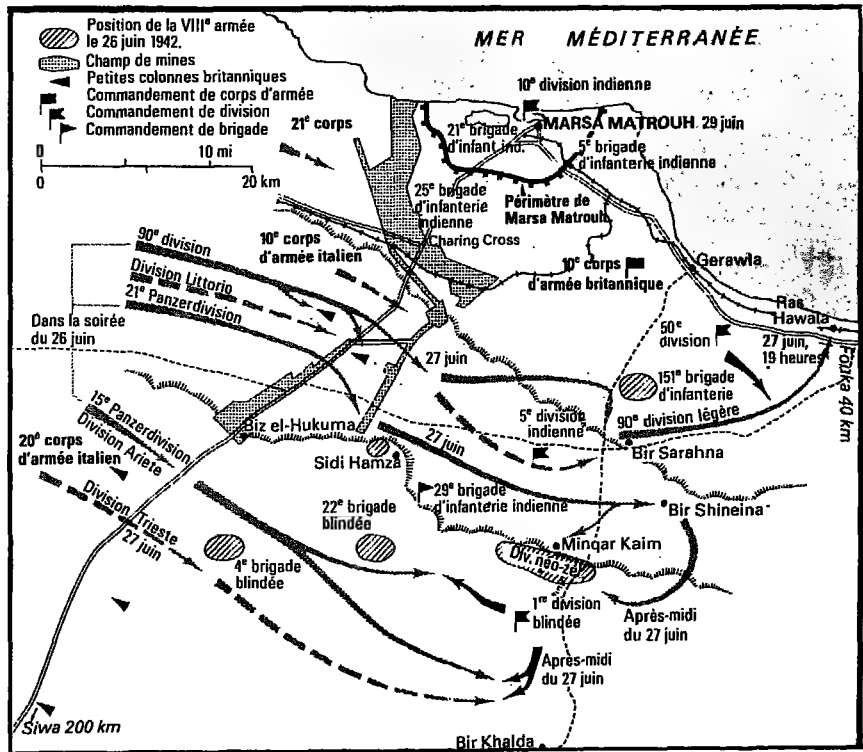 Position de la VIIIe armée
le 26 juin 1942.
Champ de mines
Petites colonnes britanniques
Commandement de corps d'armée
Commandement de division
Commandement de brigade
0 10 mi
0 20 km
MER MÉDITERRANÉE
10e division indienne
MARSA MATROUH 29 juin
21e corps
21e brigade
d'infant. ind.
5e brigade
d'infanterie indienne
25e brigade
d'infanterie
indienne
Périmètre de
Marsa Matrouh
Charing Cross
10e corps
d'armée italien
10e corps
d'armée britannique
Gerawla
Ras
Hawala
27 juin,
19 heures
Fouka 40 km
90e division
Division Littorio
21e Panzerdivision
Dans la soirée
du 26 juin
27 juin
50e
division
151e brigade
d'infanterie
90e division légère
Bir Sarahna
5e division
indienne
15e Panzerdivision
Division Ariete
20e corps
d'armée italien
Biz el-Hukuma
Sidi Hamza
27 juin
29e brigade
d'infanterie indienne
Bir Shineina
22e brigade
blindée
Minqar Kaim
Div. néo-zé
Division Trieste
27 juin
4e brigade
blindée
1re division
blindée
Après-midi
du 27 juin
Après-midi
du 27 juin
Siwa 200 km
Bir Khalda